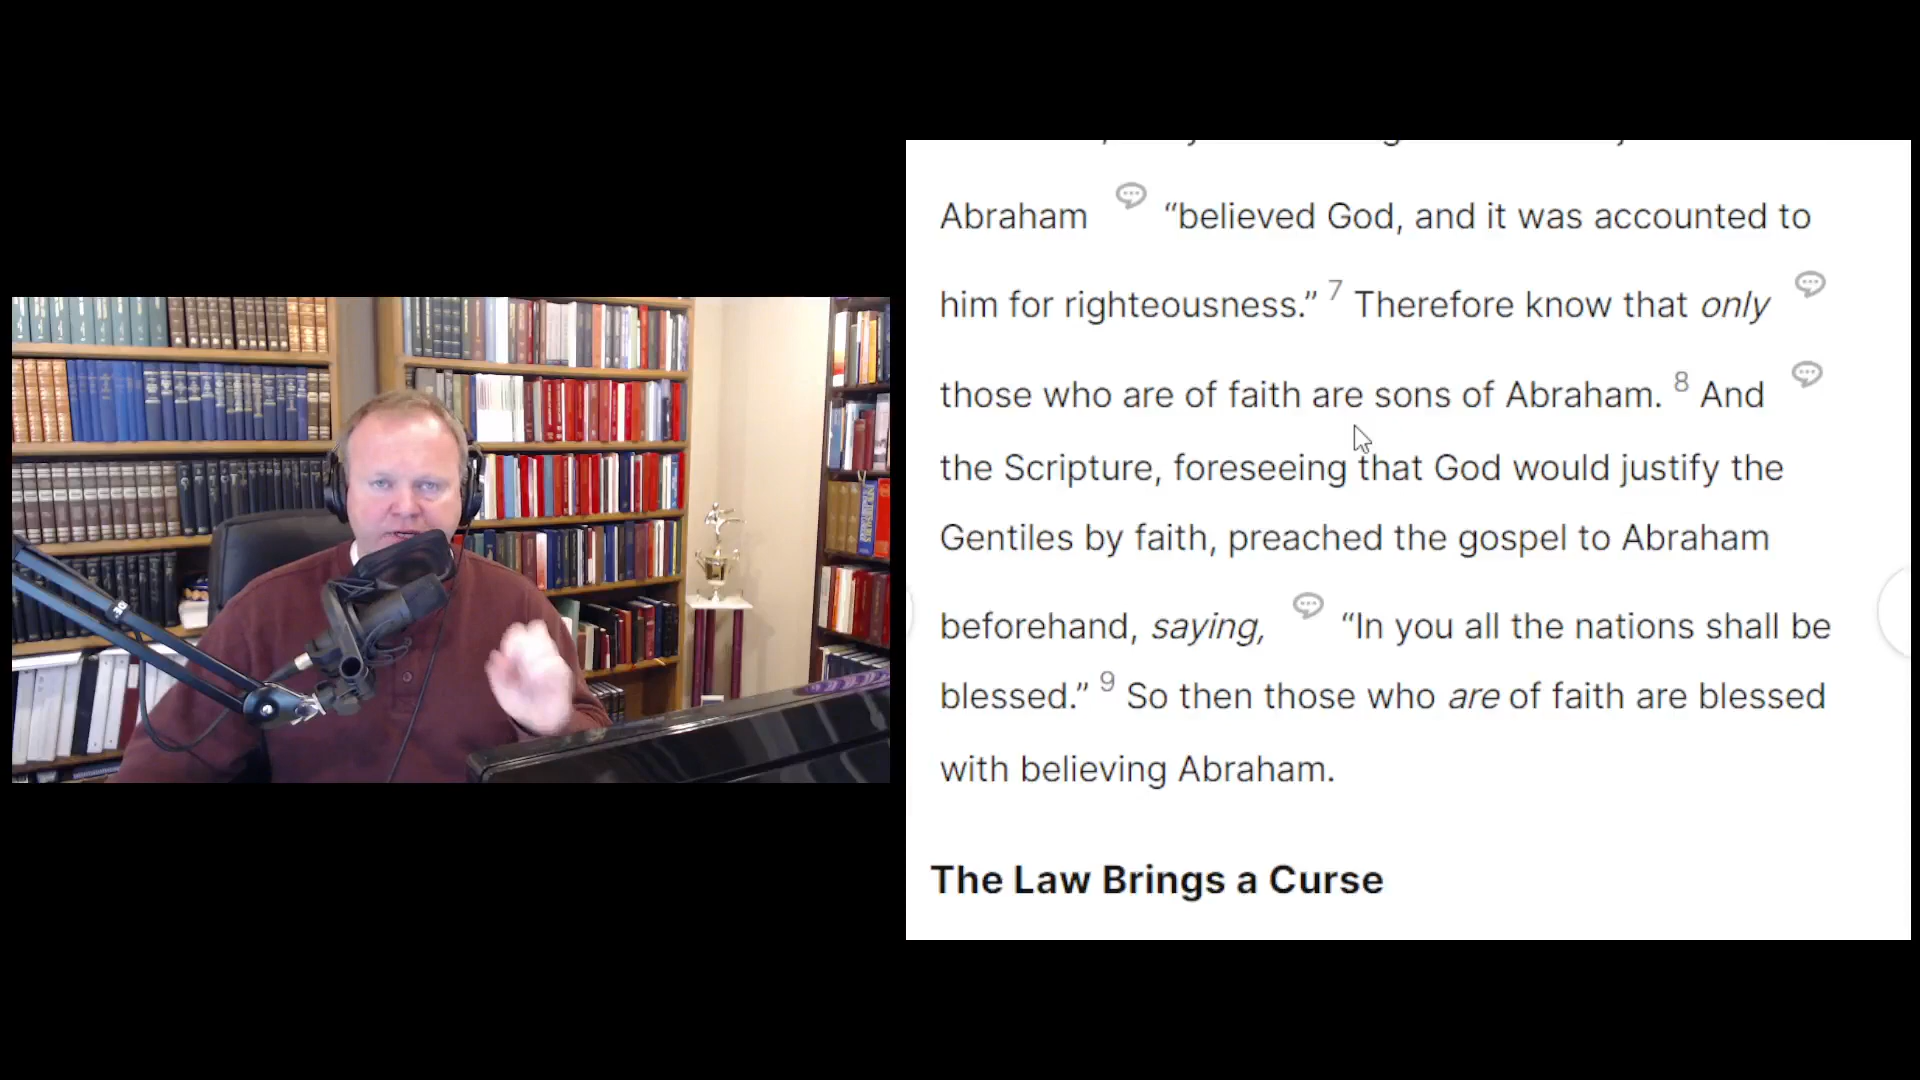 Abraham “believed God, and it was accounted to
him for righteousness.” 7 Therefore know that only
those who are of faith are sons of Abraham. 8 And
the Scripture, foreseeing that God would justify the
Gentiles by faith, preached the gospel to Abraham
beforehand, saying, “In you all the nations shall be
blessed.” 9 So then those who are of faith are blessed
with believing Abraham.
The Law Brings a Curse